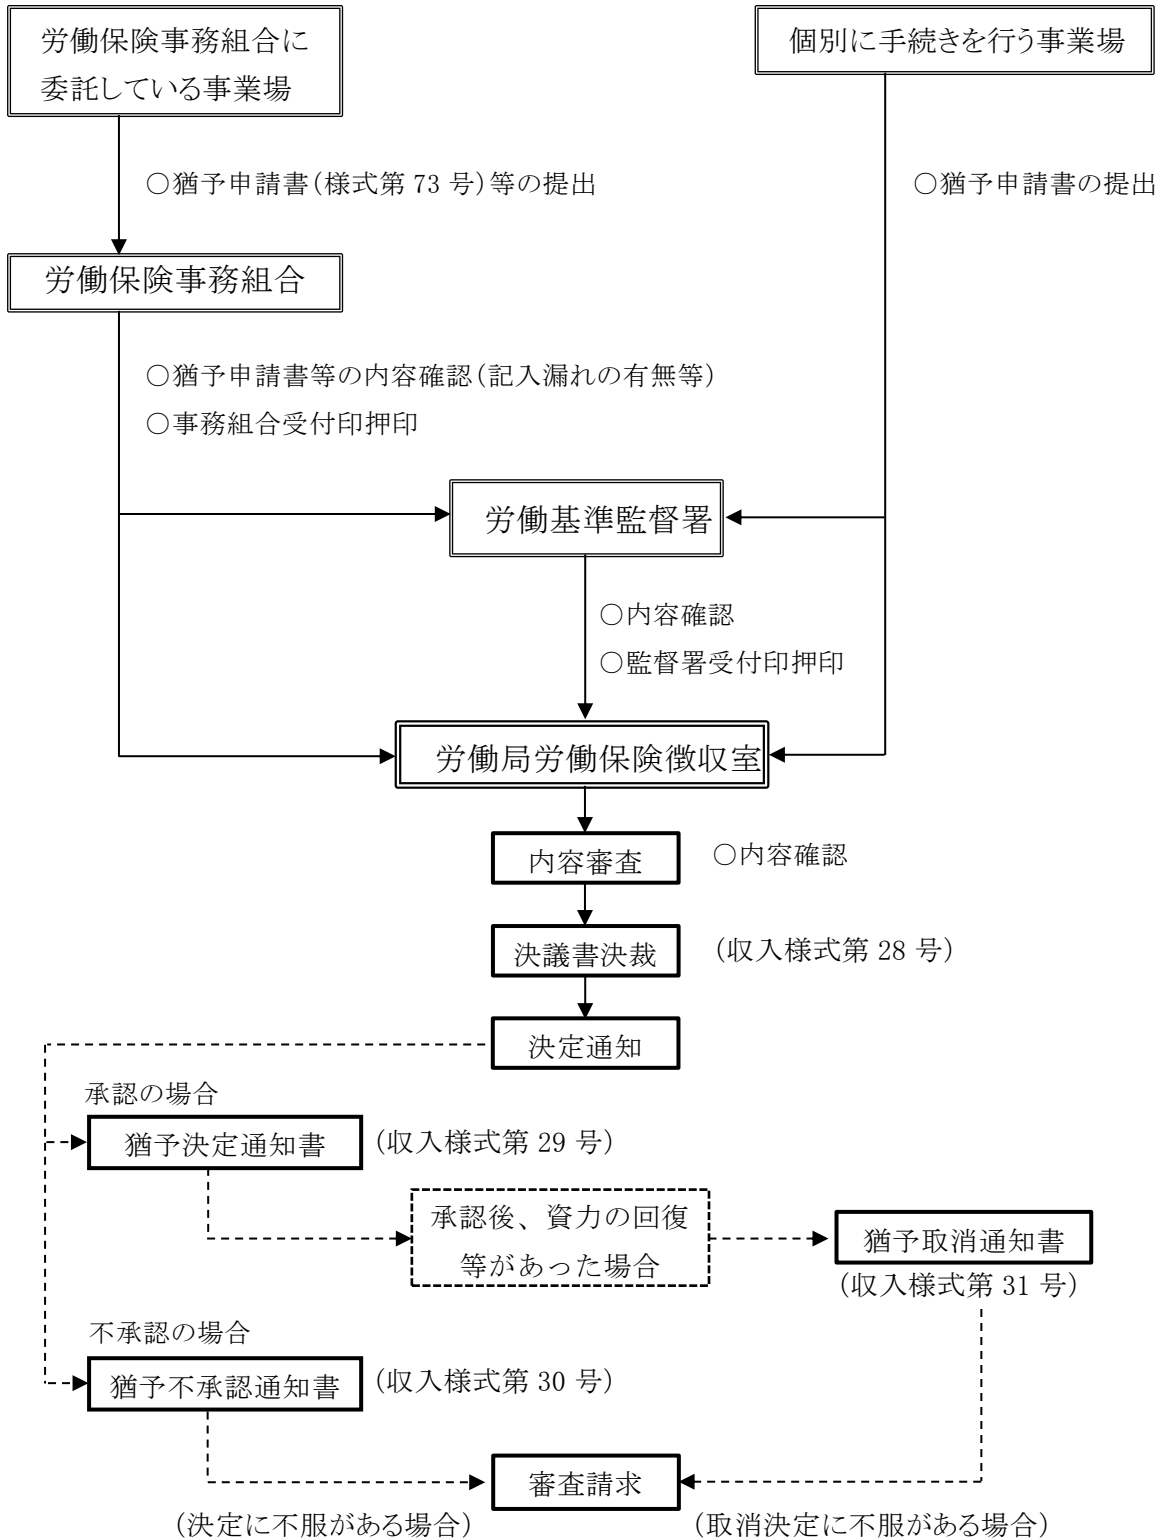 労働保険事務組合に
委託している事業場
個別に手続きを行う事業場
○猶予申請書(様式第 73 号)等の提出
○猶予申請書の提出
労働保険事務組合
○猶予申請書等の内容確認(記入漏れの有無等)
○事務組合受付印押印
労働基準監督署
○内容確認
○監督署受付印押印
労働局労働保険徴収室
内容審査
○内容確認
決議書決裁
(収入様式第 28 号)
決定通知
承認の場合
猶予決定通知書
(収入様式第 29 号)
承認後、資力の回復
等があった場合
猶予取消通知書
(収入様式第 31 号)
不承認の場合
猶予不承認通知書
(収入様式第 30 号)
審査請求
(決定に不服がある場合)
(取消決定に不服がある場合)